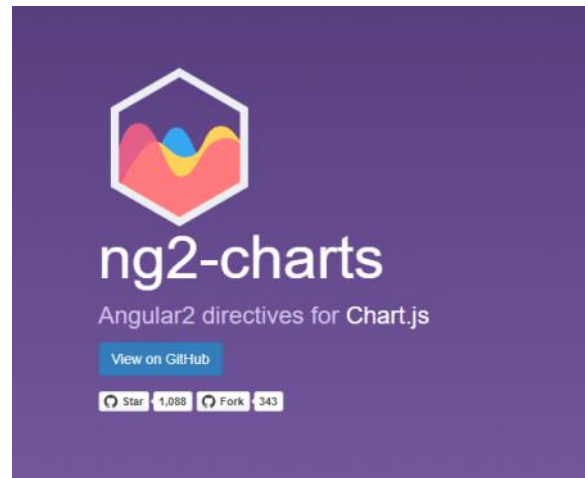 ng2-charts
Angular2 directives for Chart.js
View on GitHub
Star 1,088 Fork 343